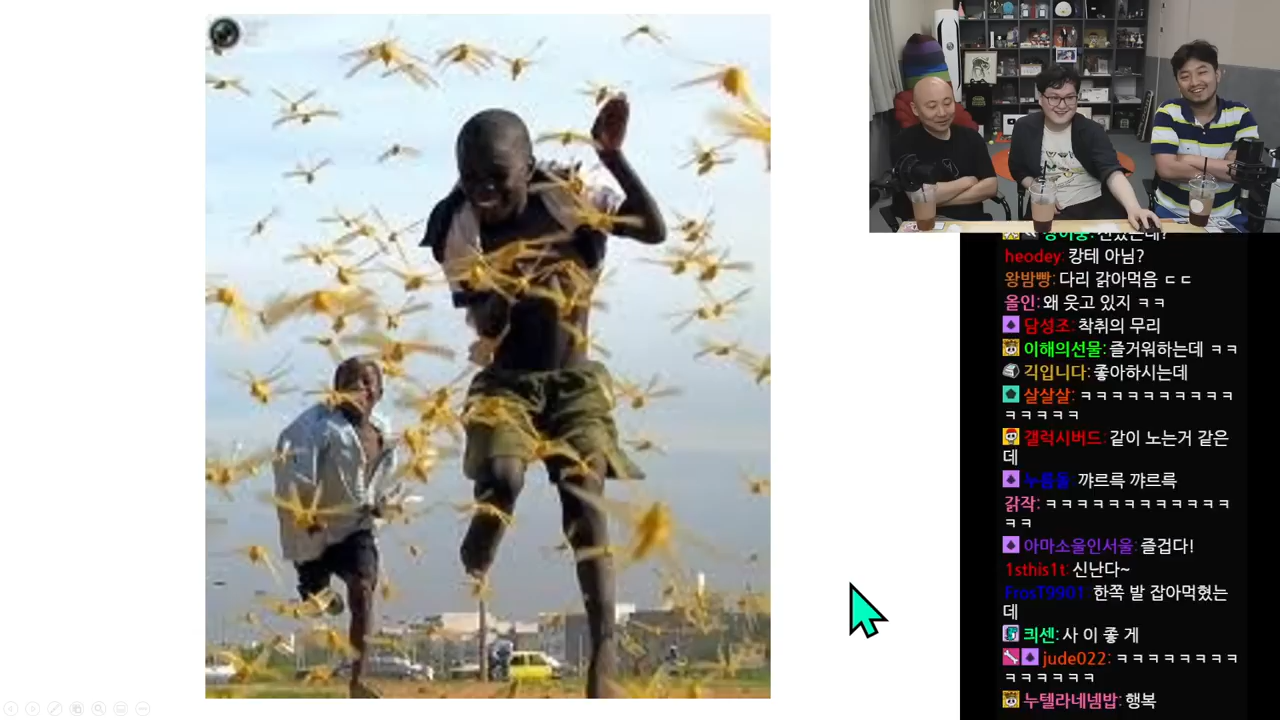 heodey: 캉테 아님?
왕밤빵: 다리 갉아먹음 ㄷㄷ
올인: 왜 웃고 있지 ㅋㅋ
담성조: 착취의 무리
이해의선물: 즐거워하는데 ㅋㅋ
긱입니다: 좋아하시는데
살살살: ㅋㅋㅋㅋㅋㅋㅋㅋㅋㅋ
ㅋㅋㅋㅋㅋ
갤럭시버드: 같이 노는거 같은
데
누룸돌: 꺄르륵 꺄르륵
갉작: ㅋㅋㅋㅋㅋㅋㅋㅋㅋㅋㅋㅋ
ㅋㅋ
아마소울인서울: 즐겁다!
1sthis1t: 신난다~
FrosT9901: 한쪽 발 잡아먹혔는
데
킈센: 사 이 좋 게
jude022: ㅋㅋㅋㅋㅋㅋㅋㅋ
ㅋㅋㅋㅋㅋㅋ
누텔라네넴밥: 행복